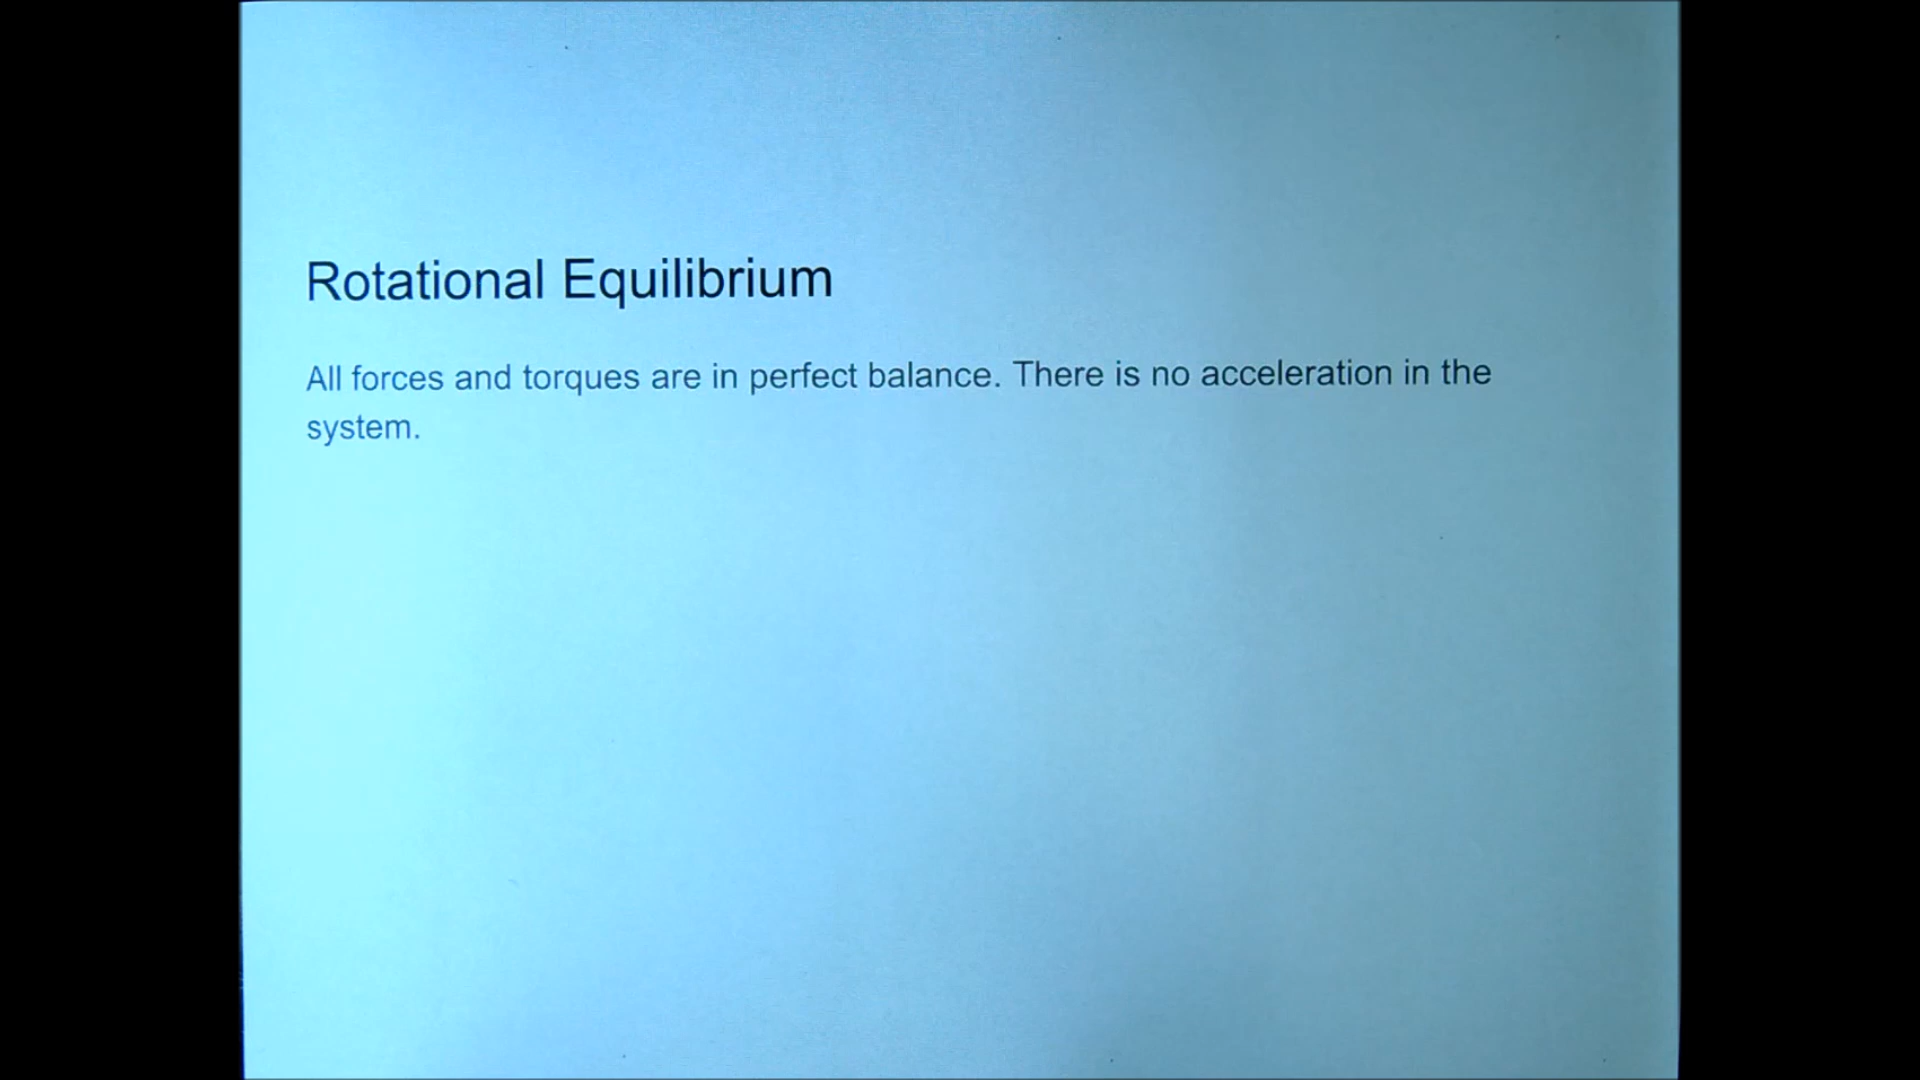 Rotational Equilibrium
All forces and torques are in perfect balance. There is no acceleration in the
system.